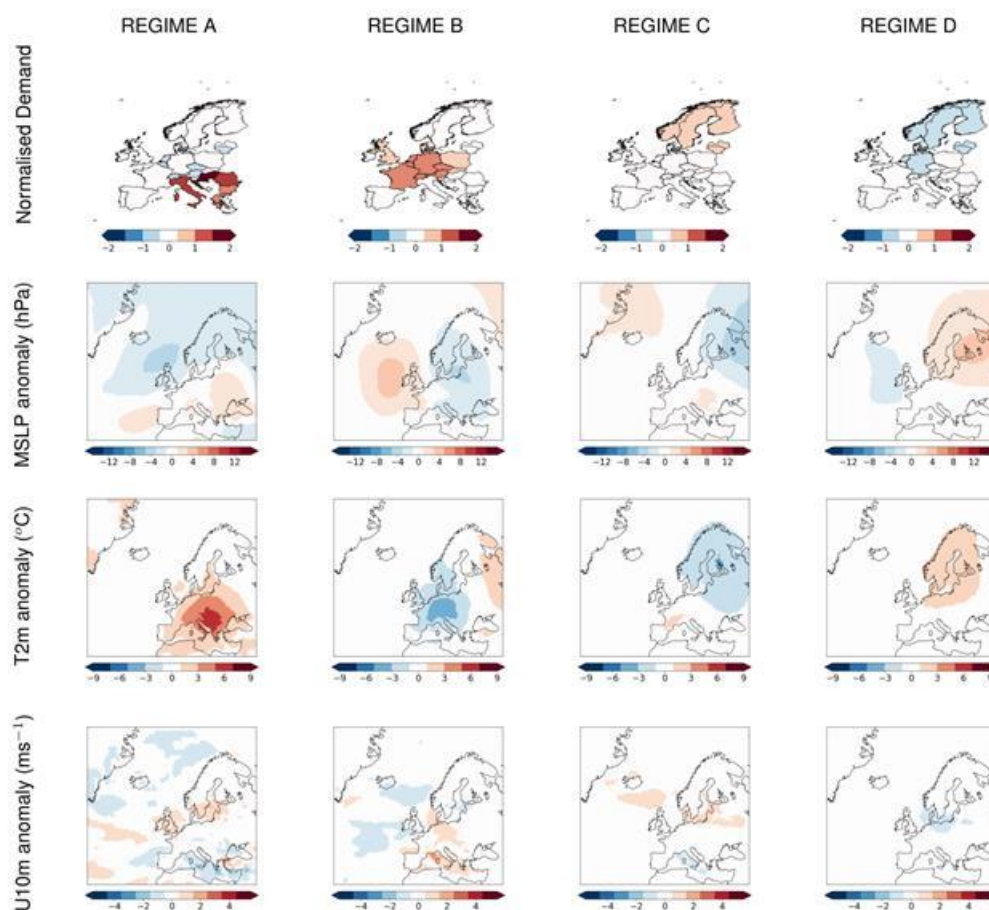 REGIME A REGIME B REGIME C REGIME D
Normalised Demand
−2 −1 0 1 2 −2 −1 0 1 2 −2 −1 0 1 2 −2 −1 0 1 2
MSLP anomaly (hPa)
−12 −8 −4 0 4 8 12 −12 −8 −4 0 4 8 12 −12 −8 −4 0 4 8 12 −12 −8 −4 0 4 8 12
T2m anomaly (°C)
−9 −6 −3 0 3 6 9 −9 −6 −3 0 3 6 9 −9 −6 −3 0 3 6 9 −9 −6 −3 0 3 6 9
U10m anomaly (ms⁻¹)
−4 −2 0 2 4 −4 −2 0 2 4 −4 −2 0 2 4 −4 −2 0 2 4